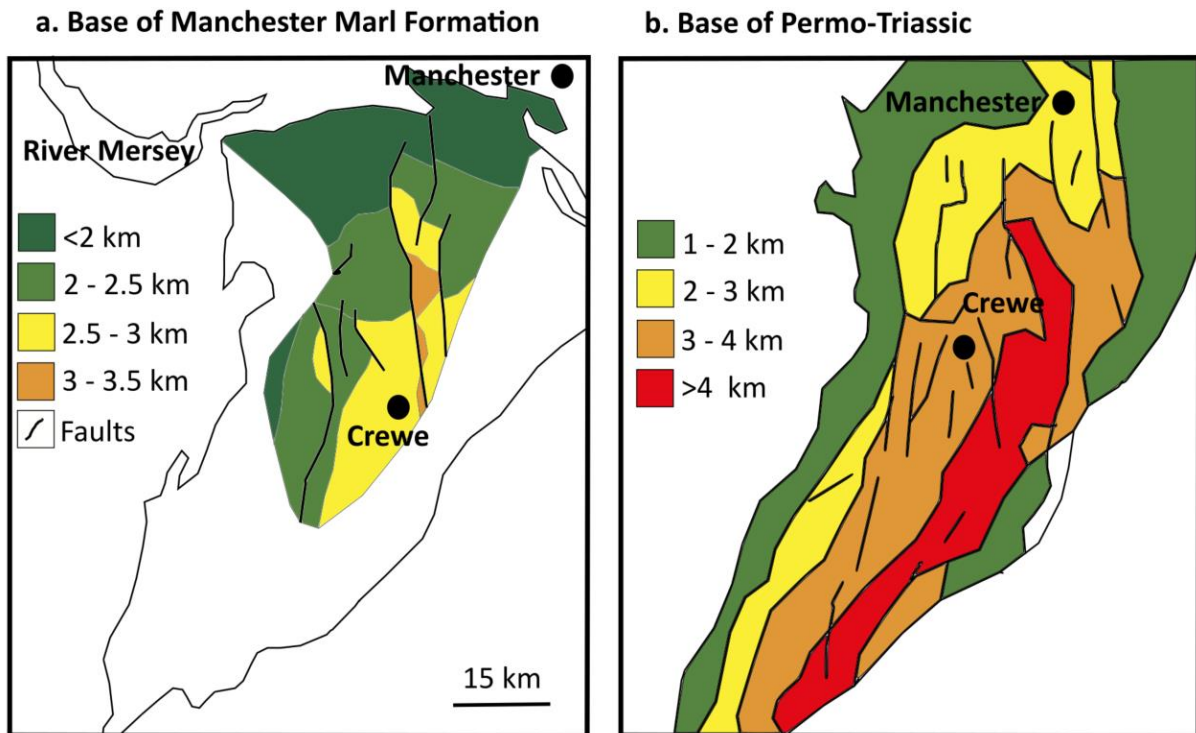 a. Base of Manchester Marl Formation
Manchester
River Mersey
<2 km
2 - 2.5 km
2.5 - 3 km
3 - 3.5 km
Faults
Crewe
15 km
b. Base of Permo-Triassic
Manchester
1 - 2 km
2 - 3 km
3 - 4 km
>4 km
Crewe